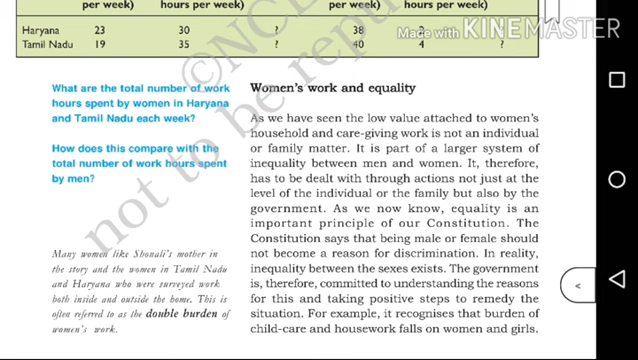 per week) hours per week) per week) hours per week)
Haryana 23 30 ? 38 2
Tamil Nadu 19 35 ? 40 4 ?
Made with KINEMASTER
©NCE
not to be rep
What are the total number of work
hours spent by women in Haryana
and Tamil Nadu each week?
How does this compare with the
total number of work hours spent
by men?
Many women like Shonali's mother in
the story and the women in Tamil Nadu
and Haryana who were surveyed work
both inside and outside the home. This is
often referred to as the double burden of
women's work.
Women's work and equality
As we have seen the low value attached to women's
household and care-giving work is not an individual
or family matter. It is part of a larger system of
inequality between men and women. It, therefore,
has to be dealt with through actions not just at the
level of the individual or the family but also by the
government. As we now know, equality is an
important principle of our Constitution. The
Constitution says that being male or female should
not become a reason for discrimination. In reality,
inequality between the sexes exists. The government
is, therefore, committed to understanding the reasons
for this and taking positive steps to remedy the
situation. For example, it recognises that burden of
child-care and housework falls on women and girls.